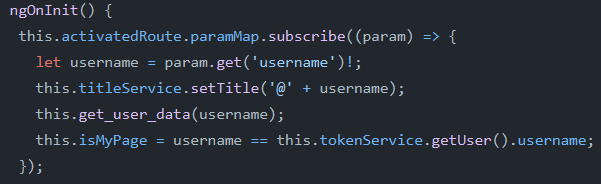 ngOnInit() {
this.activatedRoute.paramMap.subscribe((param) => {
let username = param.get('username')!;
this.titleService.setTitle('@' + username);
this.get_user_data(username);
this.isMyPage = username == this.tokenService.getUser().username;
});